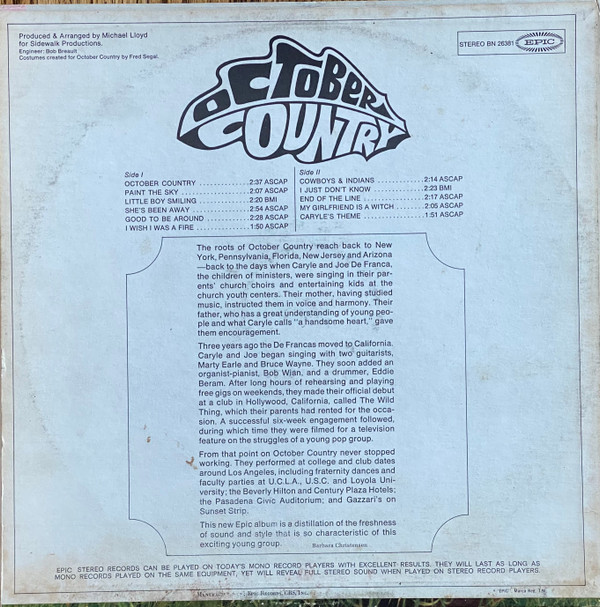 Produced & Arranged by Michael Lloyd
for Sidewalk Productions.
Engineer: Bob Breault
Costumes created for October Country by Fred Segal.
STEREO BN 26381 EPIC
OCTOBER
COUNTRY
Side I
OCTOBER COUNTRY ............. 2:37 ASCAP
PAINT THE SKY .................. 2:07 ASCAP
LITTLE BOY SMILING ............. 2:20 BMI
SHE'S BEEN AWAY ............... 2:54 ASCAP
GOOD TO BE AROUND ........... 2:28 ASCAP
I WISH I WAS A FIRE .............. 1:50 ASCAP
Side II
COWBOYS & INDIANS ............ 2:14 ASCAP
I JUST DON'T KNOW .............. 2:23 BMI
END OF THE LINE ................. 2:17 ASCAP
MY GIRLFRIEND IS A WITCH ..... 2:05 ASCAP
CARYLE'S THEME ................ 1:51 ASCAP
The roots of October Country reach back to New
York, Pennsylvania, Florida, New Jersey and Arizona
—back to the days when Caryle and Joe De Franca,
the children of ministers, were singing in their par-
ents' church choirs and entertaining kids at the
church youth centers. Their mother, having studied
music, instructed them in voice and harmony. Their
father, who has a great understanding of young peo-
ple and what Caryle calls "a handsome heart," gave
them encouragement.
Three years ago the De Francas moved to California.
Caryle and Joe began singing with two guitarists,
Marty Earle and Bruce Wayne. They soon added an
organist-pianist, Bob Wian, and a drummer, Eddie
Beram. After long hours of rehearsing and playing
free gigs on weekends, they made their official debut
at a club in Hollywood, California, called The Wild
Thing, which their parents had rented for the occa-
sion. A successful six-week engagement followed,
during which time they were filmed for a television
feature on the struggles of a young pop group.
From that point on October Country never stopped
working. They performed at college and club dates
around Los Angeles, including fraternity dances and
faculty parties at U.C.L.A., U.S.C. and Loyola Uni-
versity; the Beverly Hilton and Century Plaza Hotels;
the Pasadena Civic Auditorium; and Gazzari's on
Sunset Strip.
This new Epic album is a distillation of the freshness
of sound and style that is so characteristic of this
exciting young group. Barbara Christensen
EPIC STEREO RECORDS CAN BE PLAYED ON TODAY'S MONO RECORD PLAYERS WITH EXCELLENT RESULTS. THEY WILL LAST AS LONG AS
MONO RECORDS PLAYED ON THE SAME EQUIPMENT, YET WILL REVEAL FULL STEREO SOUND WHEN PLAYED ON STEREO RECORD PLAYERS.
Epic Records, CBS, Inc.